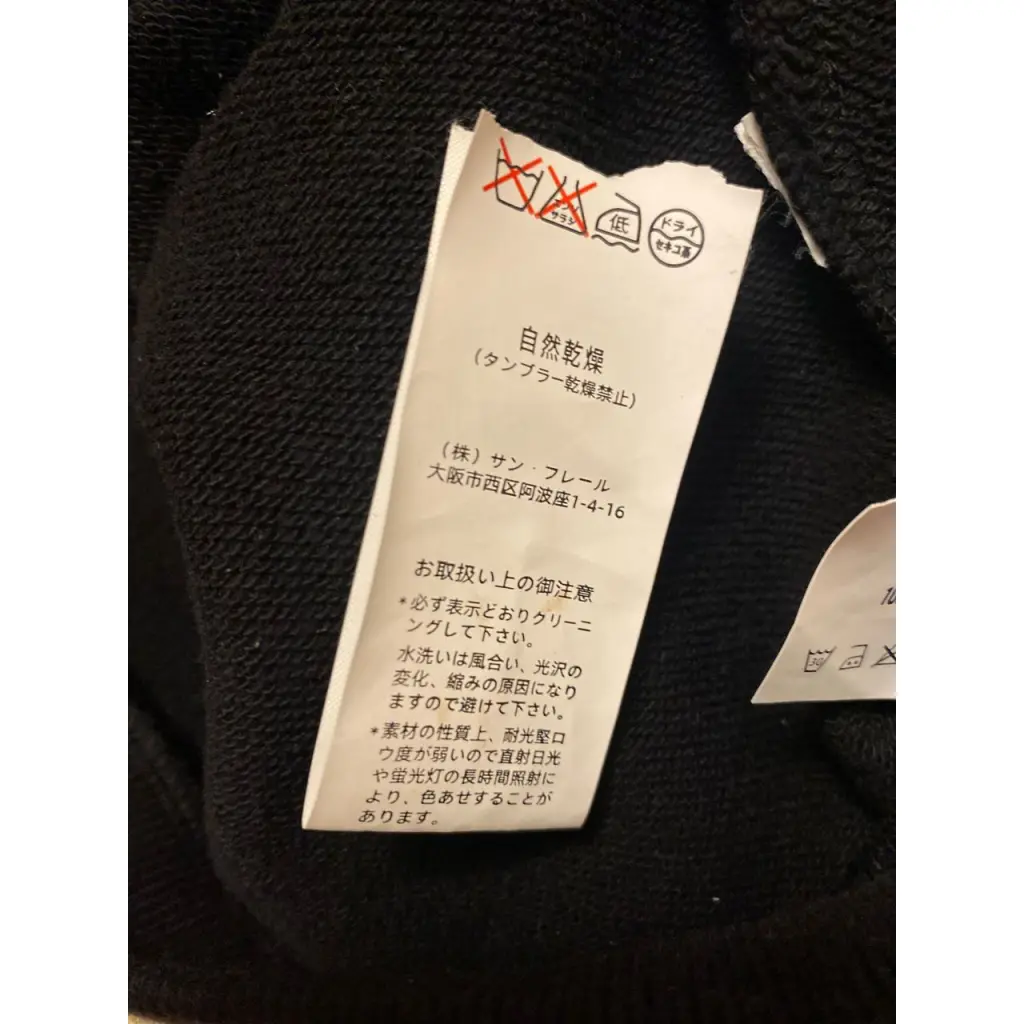 エンソ
サラシ
低
ドライ
セキユ系
自然乾燥
(タンブラー乾燥禁止)
(株)サン・フレール
大阪市西区阿波座1-4-16
お取扱い上の御注意
*必ず表示どおりクリーニ
ングして下さい。
水洗いは風合い、光沢の
変化、縮みの原因になり
ますので避けて下さい。
*素材の性質上、耐光堅ロ
ウ度が弱いので直射日光
や蛍光灯の長時間照射に
より、色あせすることが
あります。
30